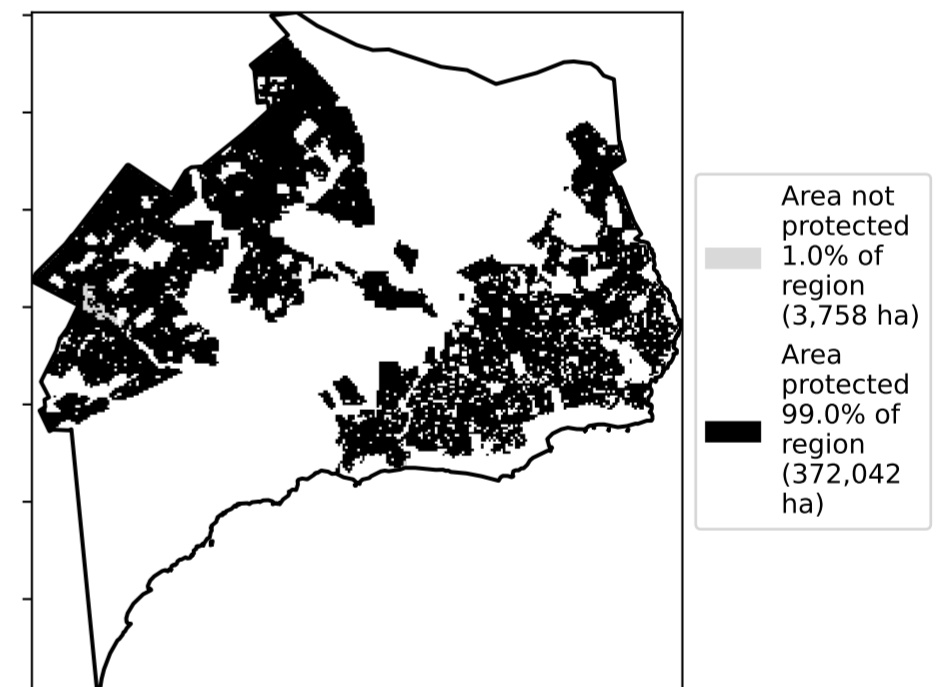 Area not
protected
1.0% of
region
(3,758 ha)
Area
protected
99.0% of
region
(372,042
ha)